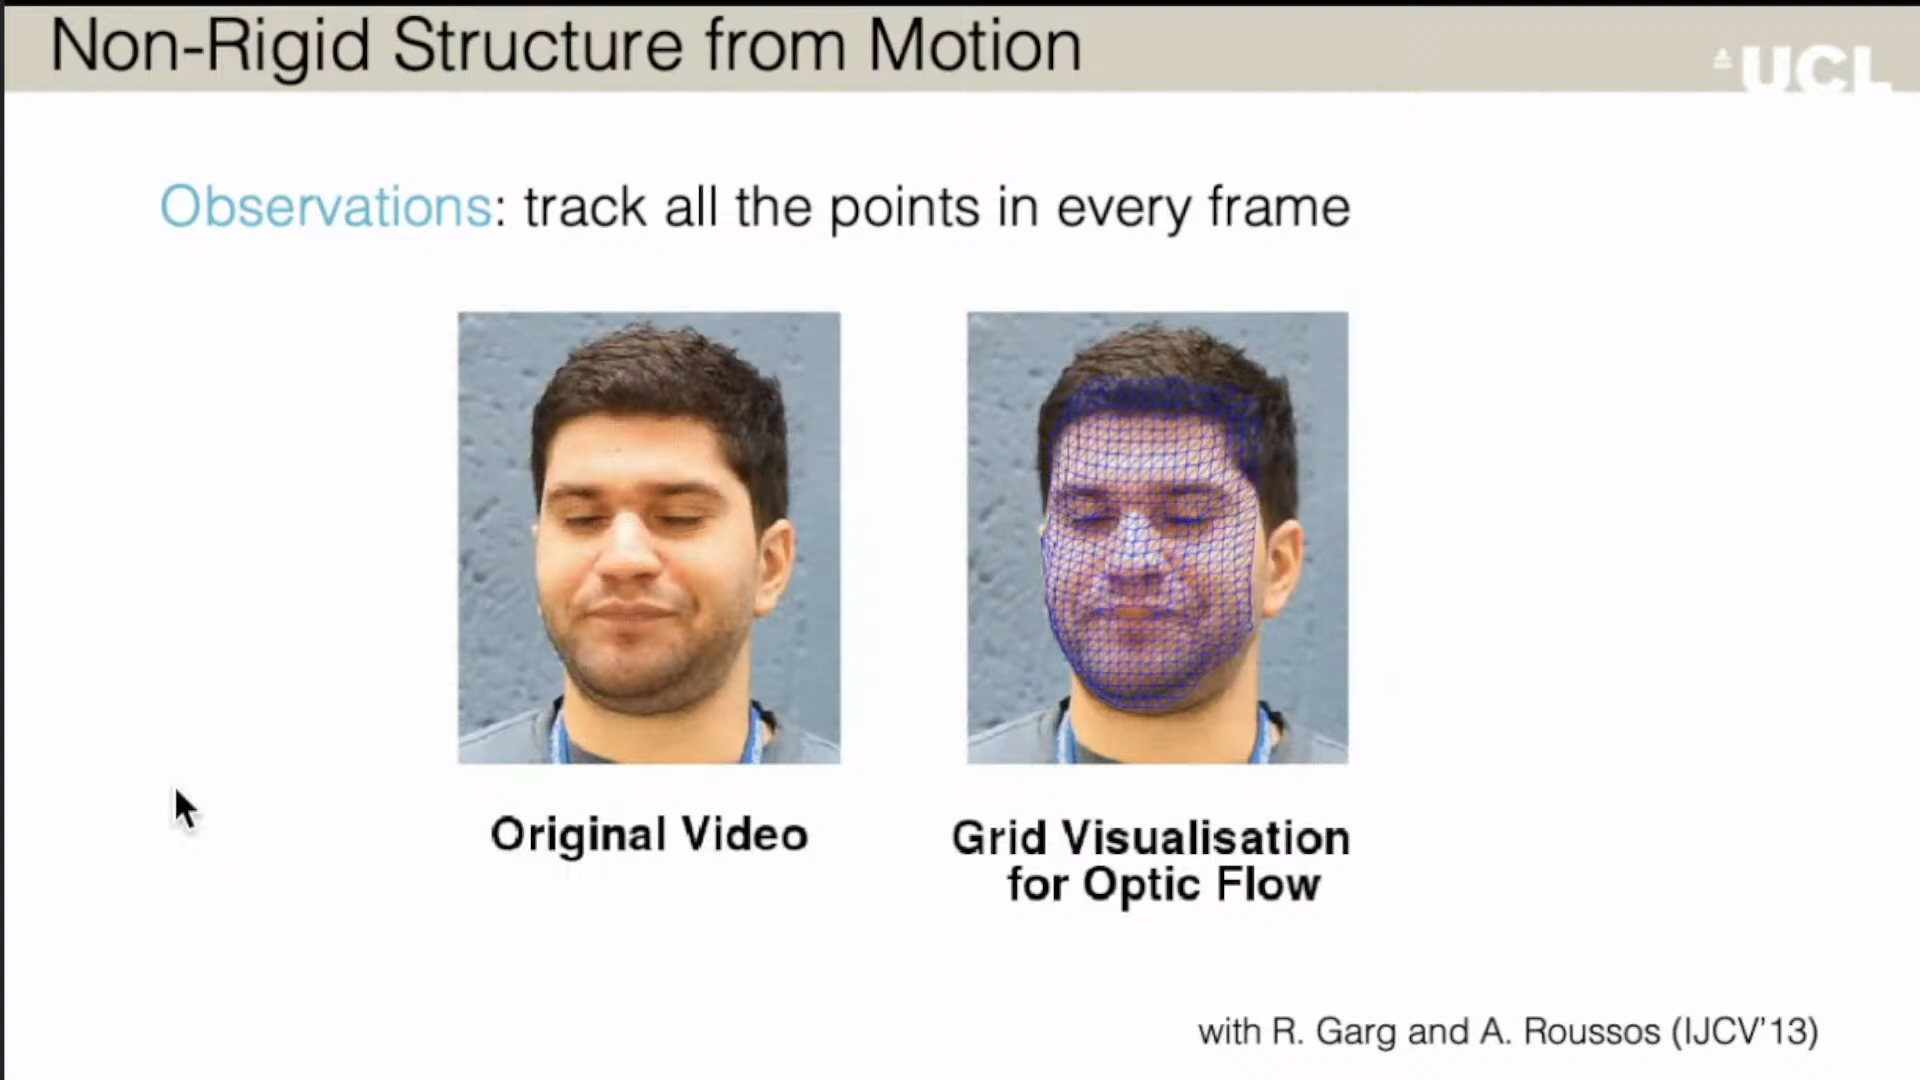 Non-Rigid Structure from Motion
UCL
Observations: track all the points in every frame
Original Video
Grid Visualisation
for Optic Flow
with R. Garg and A. Roussos (IJCV'13)